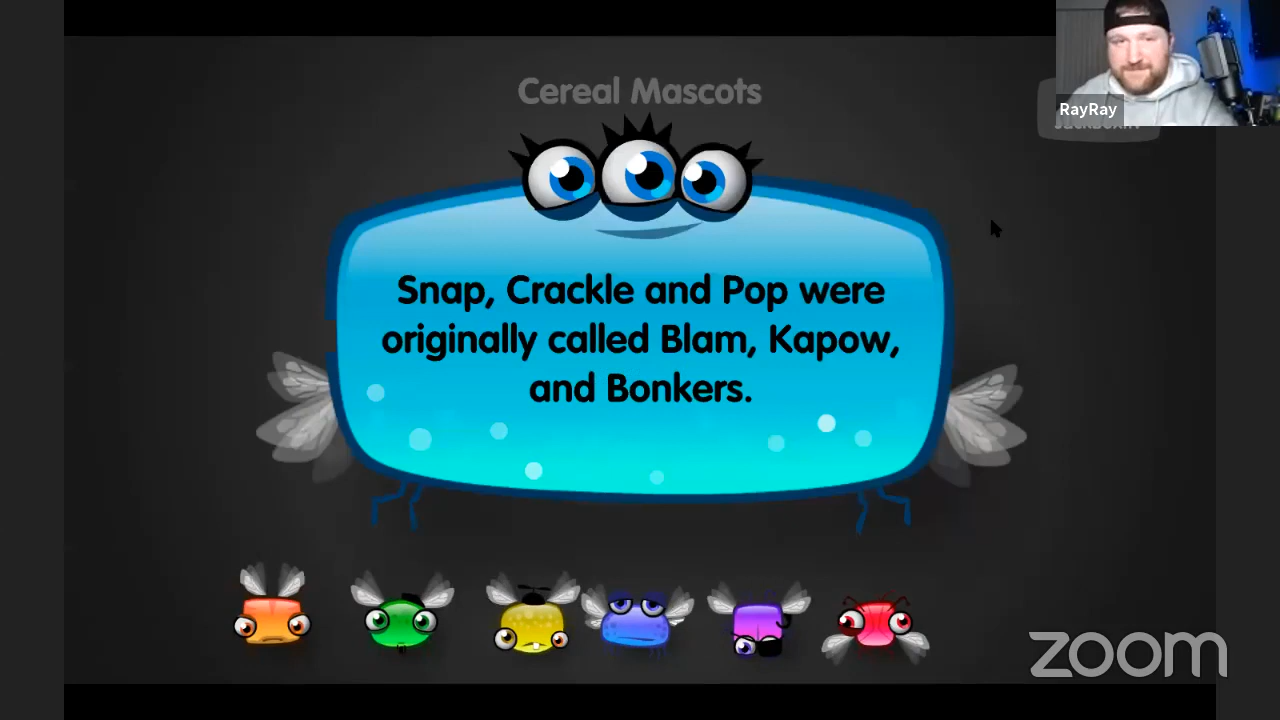 Cereal Mascots
RayRay
Snap, Crackle and Pop were
originally called Blam, Kapow,
and Bonkers.
zoom